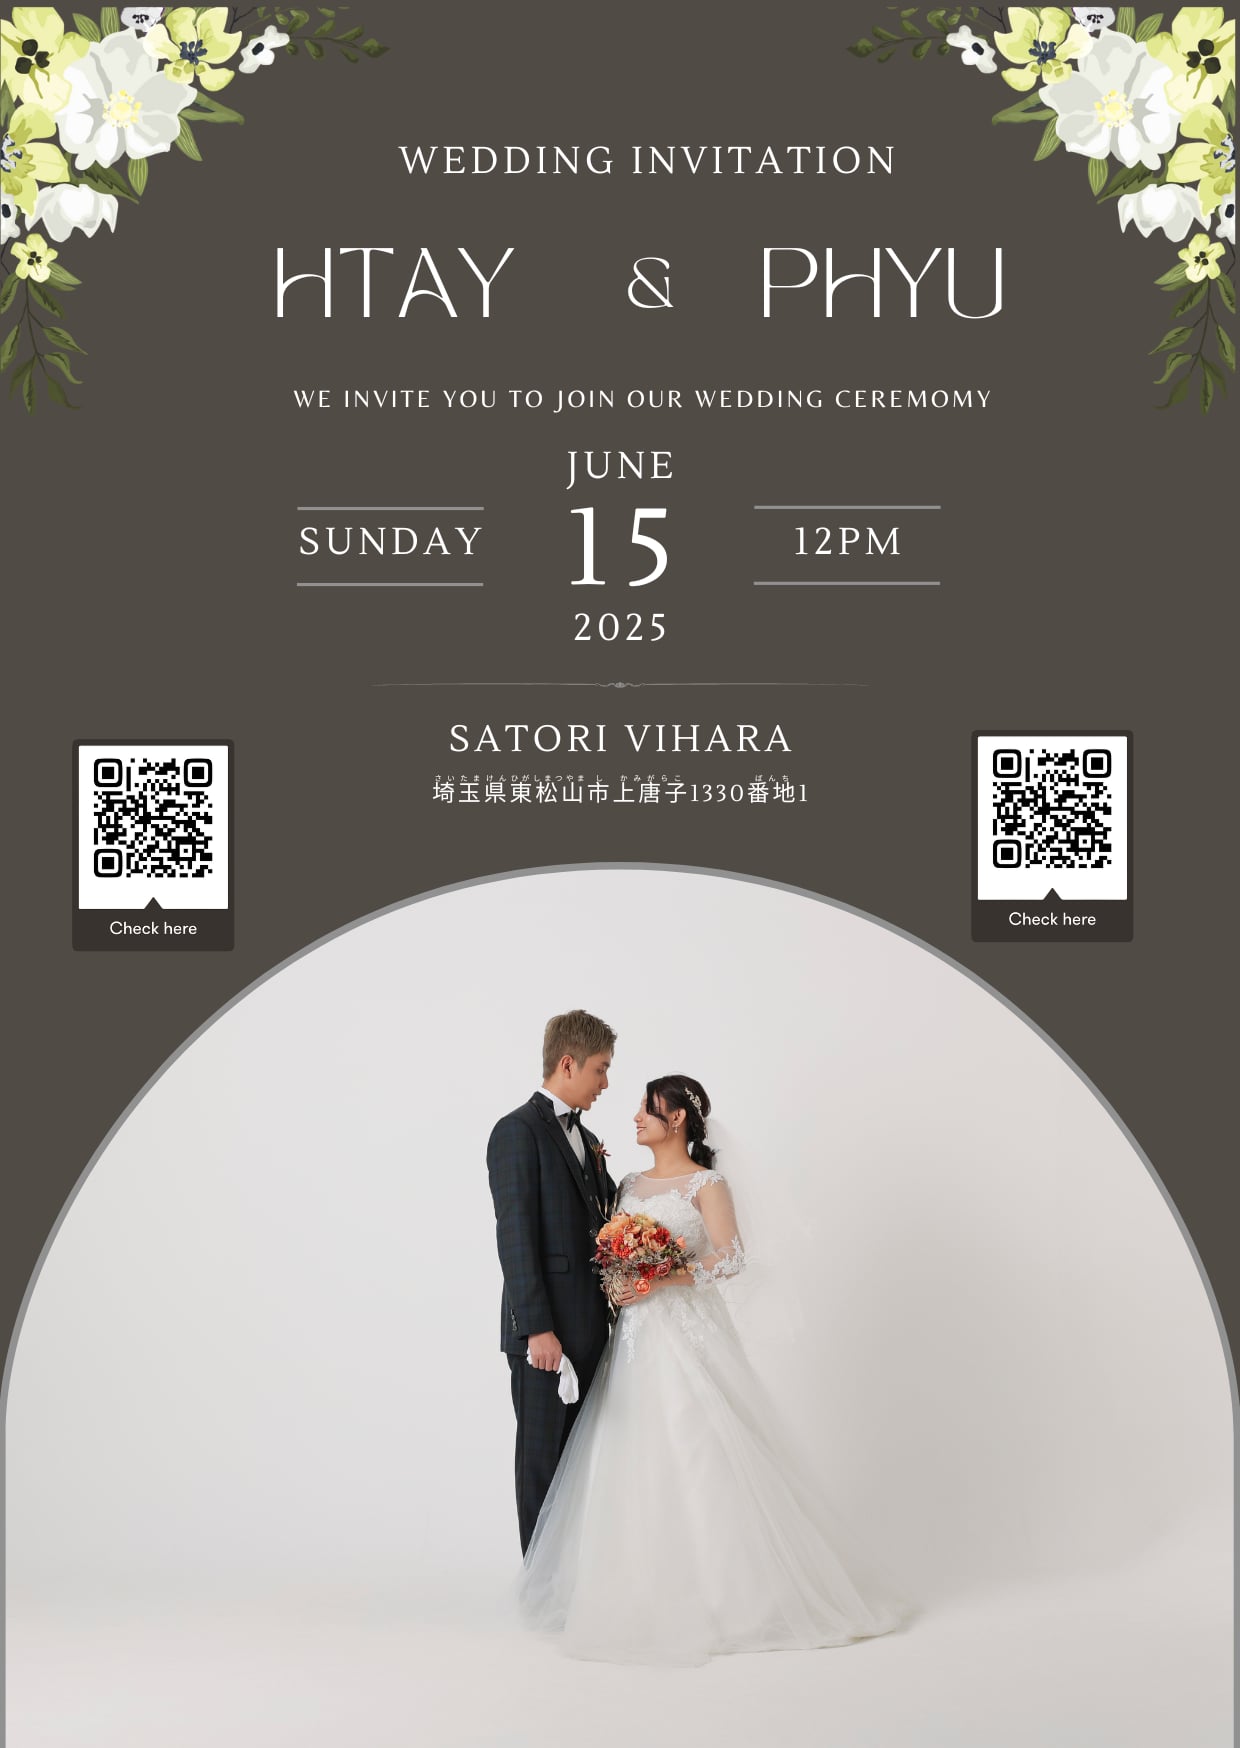 WEDDING INVITATION
HTAY & PHYU
WE INVITE YOU TO JOIN OUR WEDDING CEREMOMY
JUNE
SUNDAY 15 12PM
2025
SATORI VIHARA
さいたまけんひがしまつやま し かみがらこ ばんち
埼玉県東松山市上唐子1330番地1
Check here
Check here